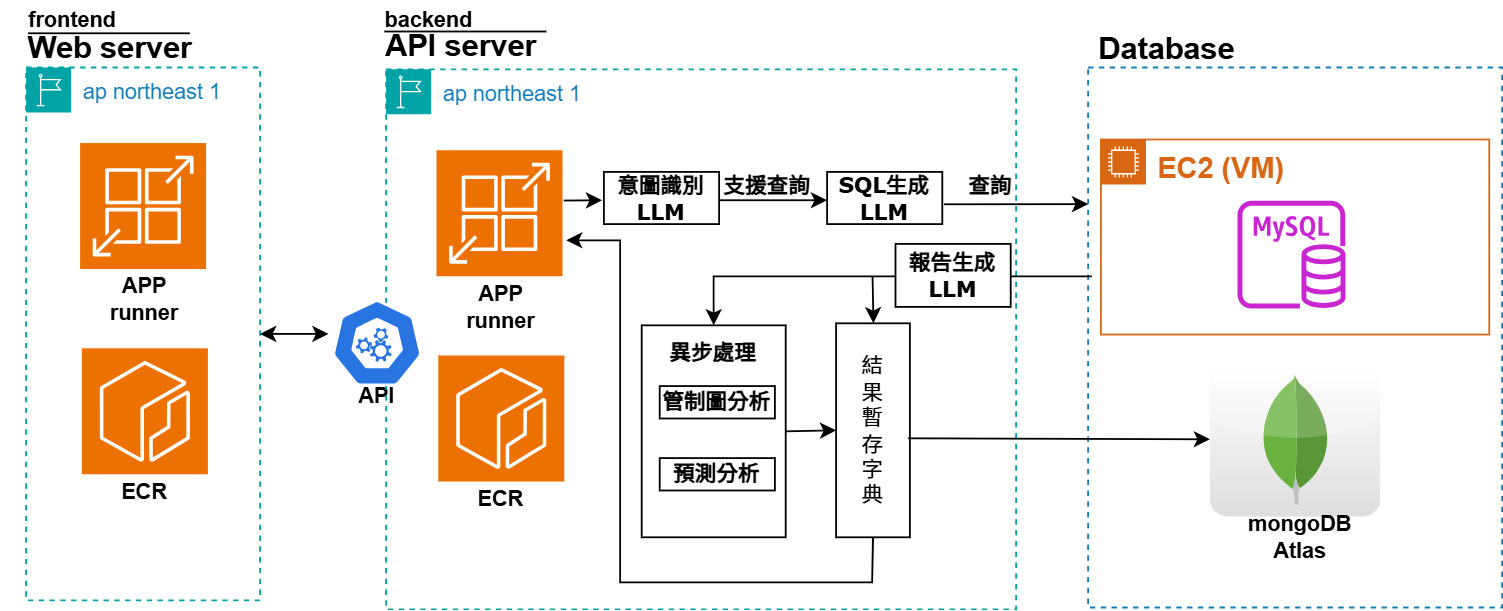 frontend
Web server
ap northeast 1
APP
runner
ECR
API
backend
API server
ap northeast 1
APP
runner
ECR
意圖識別
LLM
支援查詢
SQL生成
LLM
查詢
報告生成
LLM
異步處理
管制圖分析
預測分析
結
果
暫
存
字
典
Database
EC2 (VM)
MySQL
mongoDB
Atlas